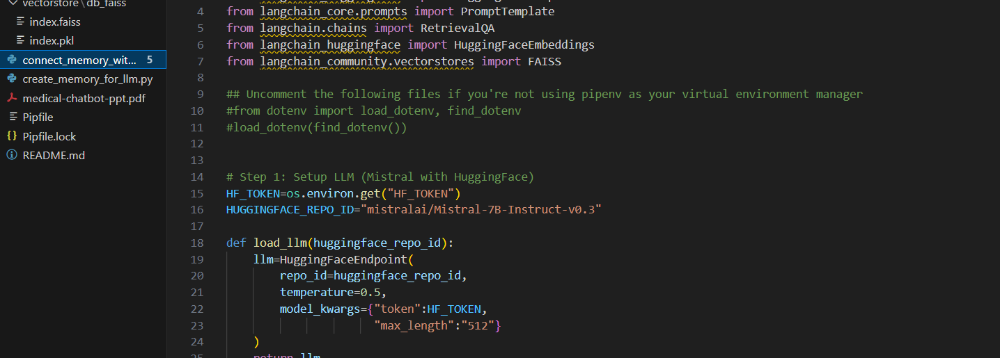 vectorstore \ db_faiss
index.faiss
index.pkl
connect_memory_wit... 5
create_memory_for_llm.py
medical-chatbot-ppt.pdf
Pipfile
Pipfile.lock
README.md
4 from langchain_core.prompts import PromptTemplate
5 from langchain.chains import RetrievalQA
6 from langchain_huggingface import HuggingFaceEmbeddings
7 from langchain_community.vectorstores import FAISS
8
9 ## Uncomment the following files if you're not using pipenv as your virtual environment manager
10 #from dotenv import load_dotenv, find_dotenv
11 #load_dotenv(find_dotenv())
12
13
14 # Step 1: Setup LLM (Mistral with HuggingFace)
15 HF_TOKEN=os.environ.get("HF_TOKEN")
16 HUGGINGFACE_REPO_ID="mistralai/Mistral-7B-Instruct-v0.3"
17
18 def load_llm(huggingface_repo_id):
19     llm=HuggingFaceEndpoint(
20         repo_id=huggingface_repo_id,
21         temperature=0.5,
22         model_kwargs={"token":HF_TOKEN,
23                       "max_length":"512"}
24     )
25     return llm